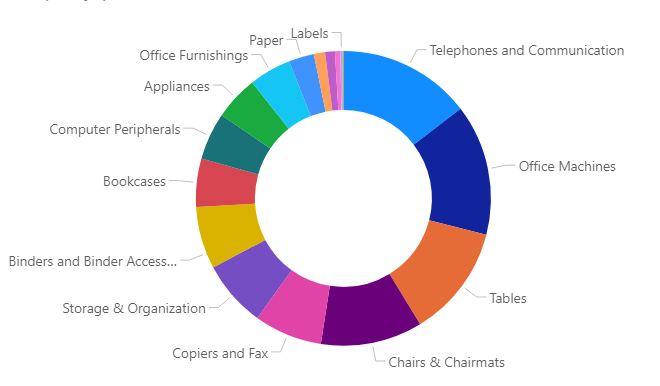 Labels
Paper
Telephones and Communication
Office Furnishings
Appliances
Computer Peripherals
Office Machines
Bookcases
Binders and Binder Access...
Tables
Storage & Organization
Copiers and Fax
Chairs & Chairmats